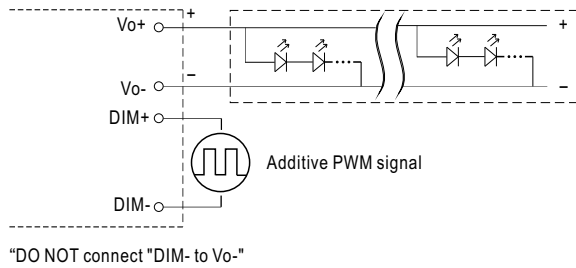 Vo+ + +
Vo- − −
DIM+
Additive PWM signal
DIM-
“DO NOT connect "DIM- to Vo-"